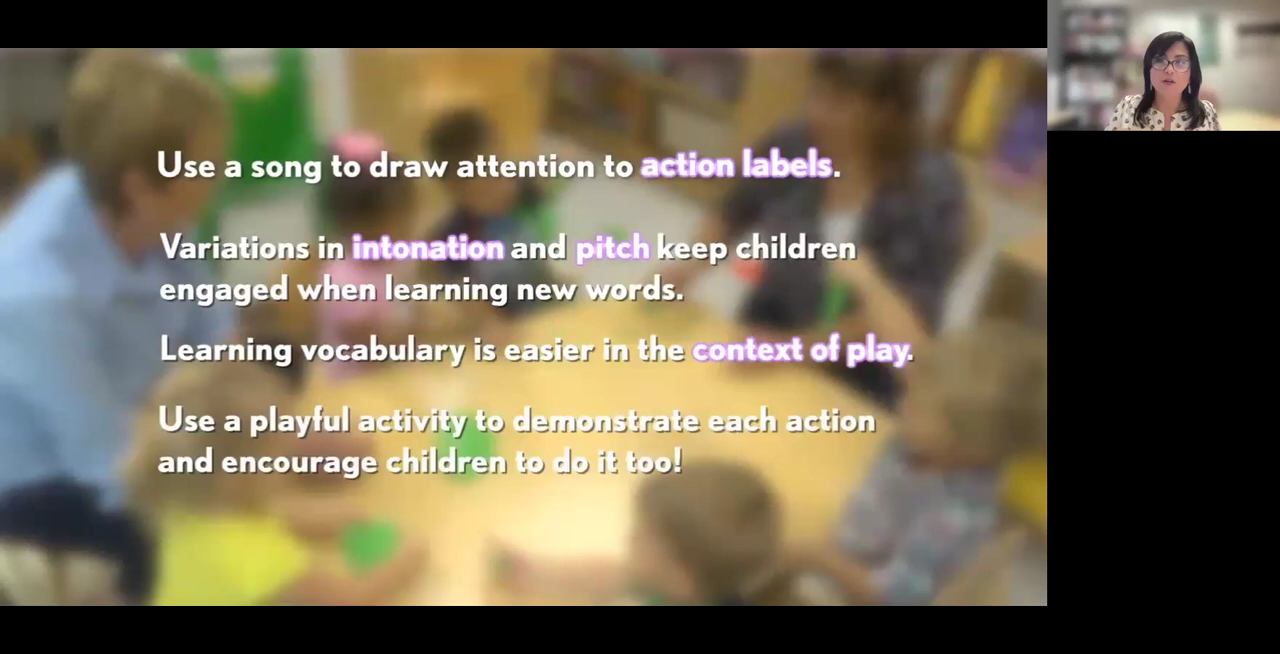 Use a song to draw attention to action labels.
Variations in intonation and pitch keep children
engaged when learning new words.
Learning vocabulary is easier in the context of play.
Use a playful activity to demonstrate each action
and encourage children to do it too!